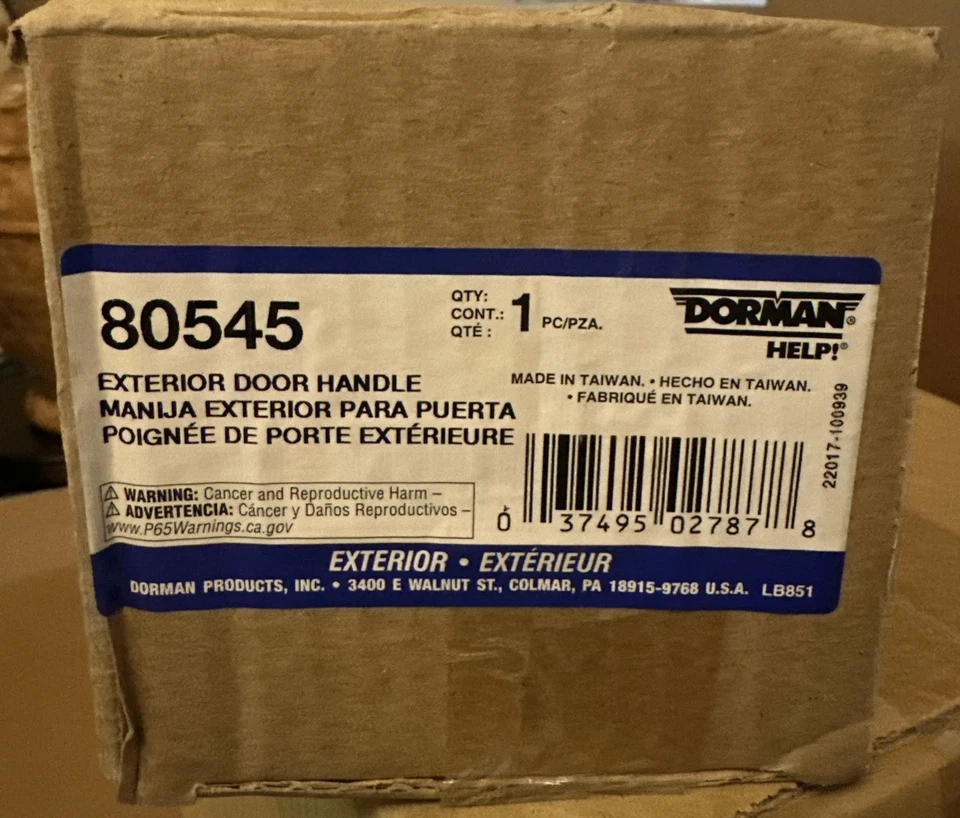 80545
QTY:
CONT.: 1 PC/PZA.
QTÉ :
DORMAN®
HELP!®
EXTERIOR DOOR HANDLE
MANIJA EXTERIOR PARA PUERTA
POIGNÉE DE PORTE EXTÉRIEURE
MADE IN TAIWAN. • HECHO EN TAIWAN.
• FABRIQUÉ EN TAIWAN.
22017-100939
WARNING: Cancer and Reproductive Harm –
ADVERTENCIA: Cáncer y Daños Reproductivos –
www.P65Warnings.ca.gov
0 37495 02787 8
EXTERIOR • EXTÉRIEUR
DORMAN PRODUCTS, INC. • 3400 E WALNUT ST., COLMAR, PA 18915-9768 U.S.A. LB851